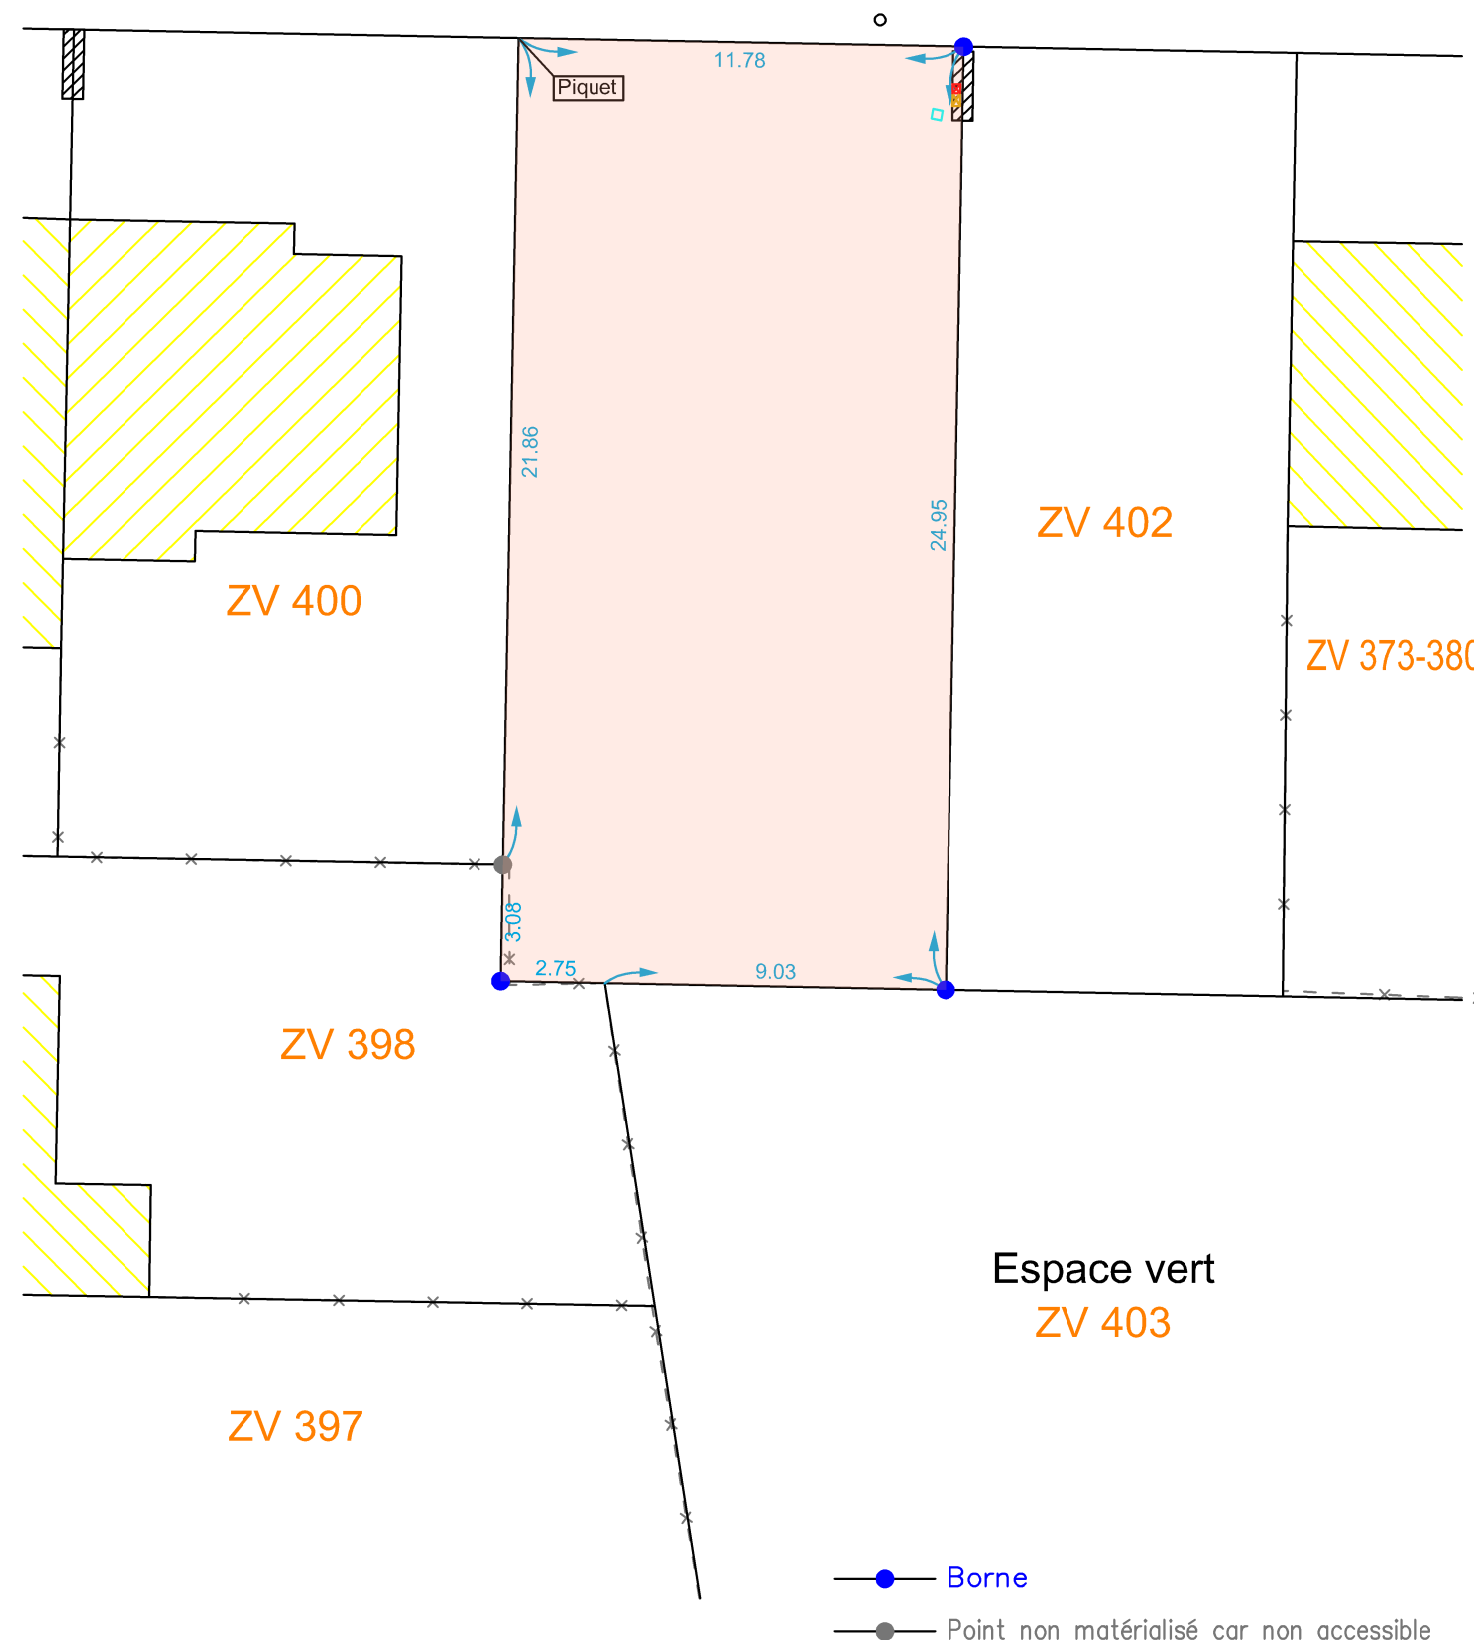 11.78
Piquet
21.86
24.95
ZV 402
ZV 400
ZV 373-380
3.08
2.75
9.03
ZV 398
Espace vert
ZV 403
ZV 397
Borne
Point non matérialisé car non accessible